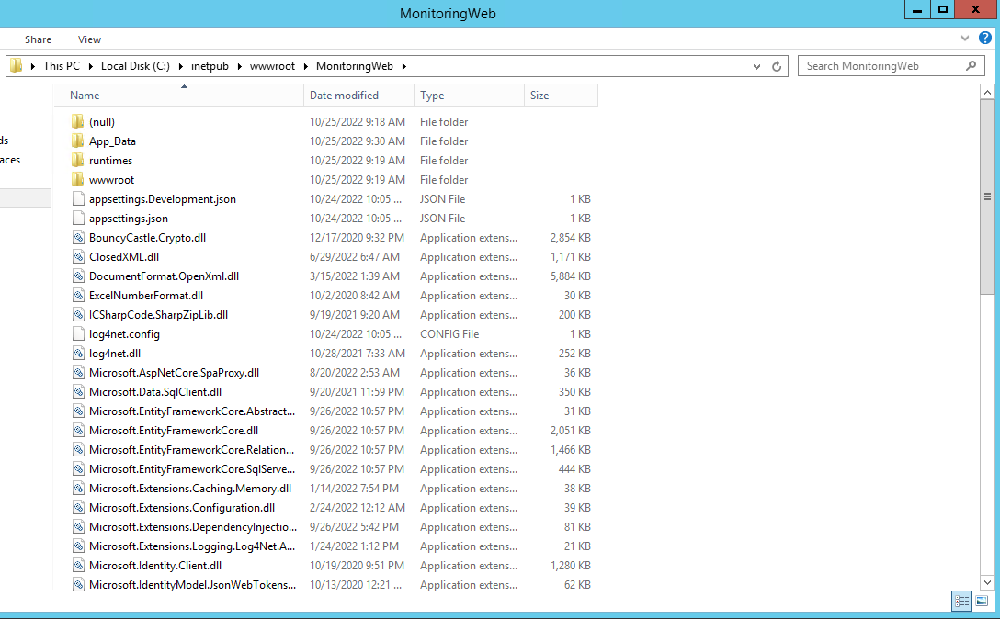 MonitoringWeb
Share View
This PC Local Disk (C:) inetpub wwwroot MonitoringWeb Search MonitoringWeb
Name Date modified Type Size
(null) 10/25/2022 9:18 AM File folder
ds App_Data 10/25/2022 9:30 AM File folder
aces runtimes 10/25/2022 9:19 AM File folder
wwwroot 10/25/2022 9:19 AM File folder
appsettings.Development.json 10/24/2022 10:05 ... JSON File 1 KB
appsettings.json 10/24/2022 10:05 ... JSON File 1 KB
BouncyCastle.Crypto.dll 12/17/2020 9:32 PM Application extens... 2,854 KB
ClosedXML.dll 6/29/2022 6:47 AM Application extens... 1,171 KB
DocumentFormat.OpenXml.dll 3/15/2022 1:39 AM Application extens... 5,884 KB
ExcelNumberFormat.dll 10/2/2020 8:42 AM Application extens... 30 KB
ICSharpCode.SharpZipLib.dll 9/19/2021 9:20 AM Application extens... 200 KB
log4net.config 10/24/2022 10:05 ... CONFIG File 1 KB
log4net.dll 10/28/2021 7:33 AM Application extens... 252 KB
Microsoft.AspNetCore.SpaProxy.dll 8/20/2022 2:53 AM Application extens... 36 KB
Microsoft.Data.SqlClient.dll 9/20/2021 11:59 PM Application extens... 350 KB
Microsoft.EntityFrameworkCore.Abstract... 9/26/2022 10:57 PM Application extens... 31 KB
Microsoft.EntityFrameworkCore.dll 9/26/2022 10:57 PM Application extens... 2,051 KB
Microsoft.EntityFrameworkCore.Relation... 9/26/2022 10:57 PM Application extens... 1,466 KB
Microsoft.EntityFrameworkCore.SqlServe... 9/26/2022 10:57 PM Application extens... 444 KB
Microsoft.Extensions.Caching.Memory.dll 1/14/2022 7:54 PM Application extens... 38 KB
Microsoft.Extensions.Configuration.dll 2/24/2022 12:12 AM Application extens... 39 KB
Microsoft.Extensions.DependencyInjectio... 9/26/2022 5:42 PM Application extens... 81 KB
Microsoft.Extensions.Logging.Log4Net.A... 1/24/2022 1:12 PM Application extens... 21 KB
Microsoft.Identity.Client.dll 10/19/2020 9:51 PM Application extens... 1,280 KB
Microsoft.IdentityModel.JsonWebTokens... 10/13/2020 12:21 ... Application extens... 62 KB